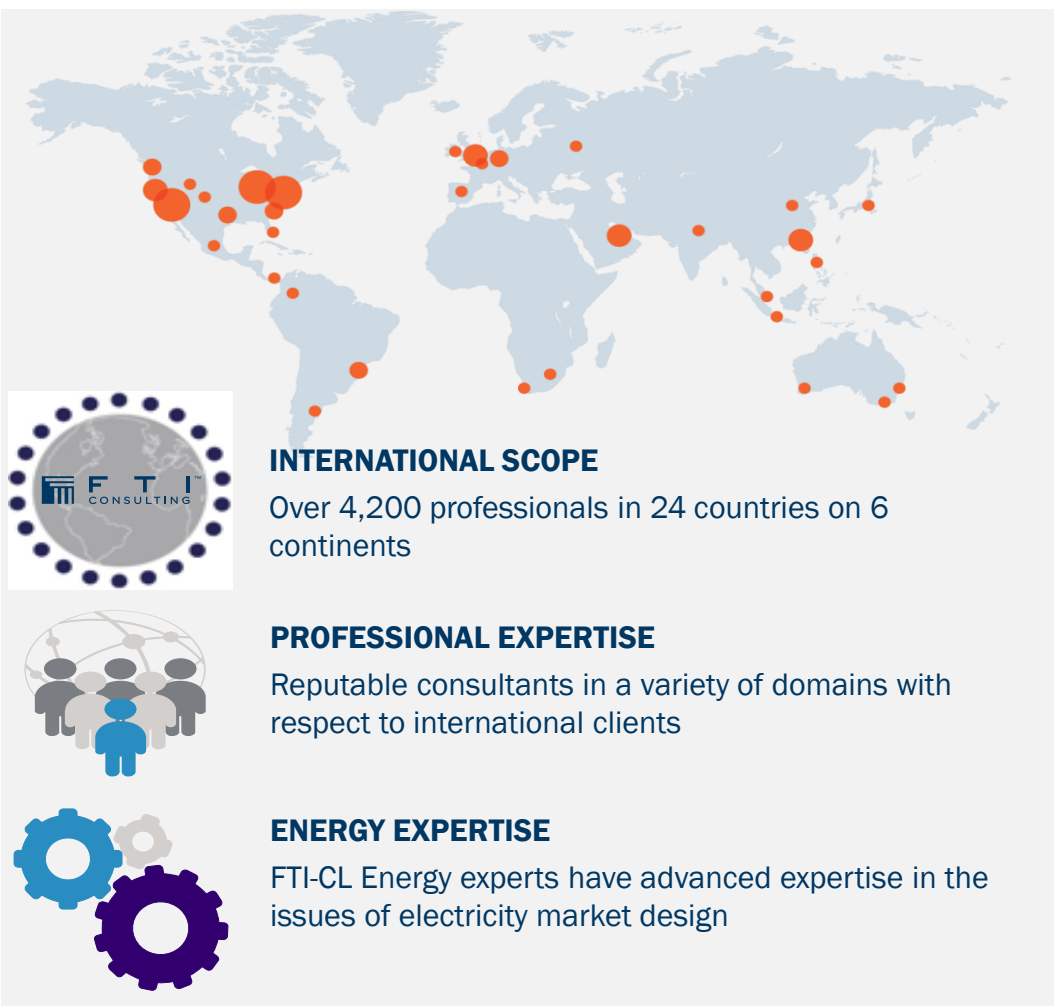 F T I™
CONSULTING
INTERNATIONAL SCOPE
Over 4,200 professionals in 24 countries on 6
continents
PROFESSIONAL EXPERTISE
Reputable consultants in a variety of domains with
respect to international clients
ENERGY EXPERTISE
FTI-CL Energy experts have advanced expertise in the
issues of electricity market design